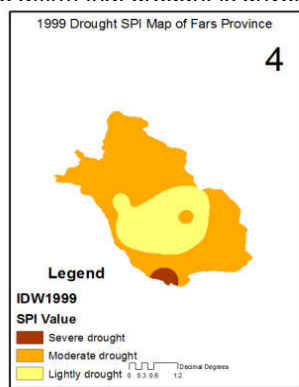 1999 Drought SPI Map of Fars Province
4
Legend
IDW1999
SPI Value
Severe drought
Moderate drought
Lightly drought
Decimal Degrees
0 0.3 0.6 1.2